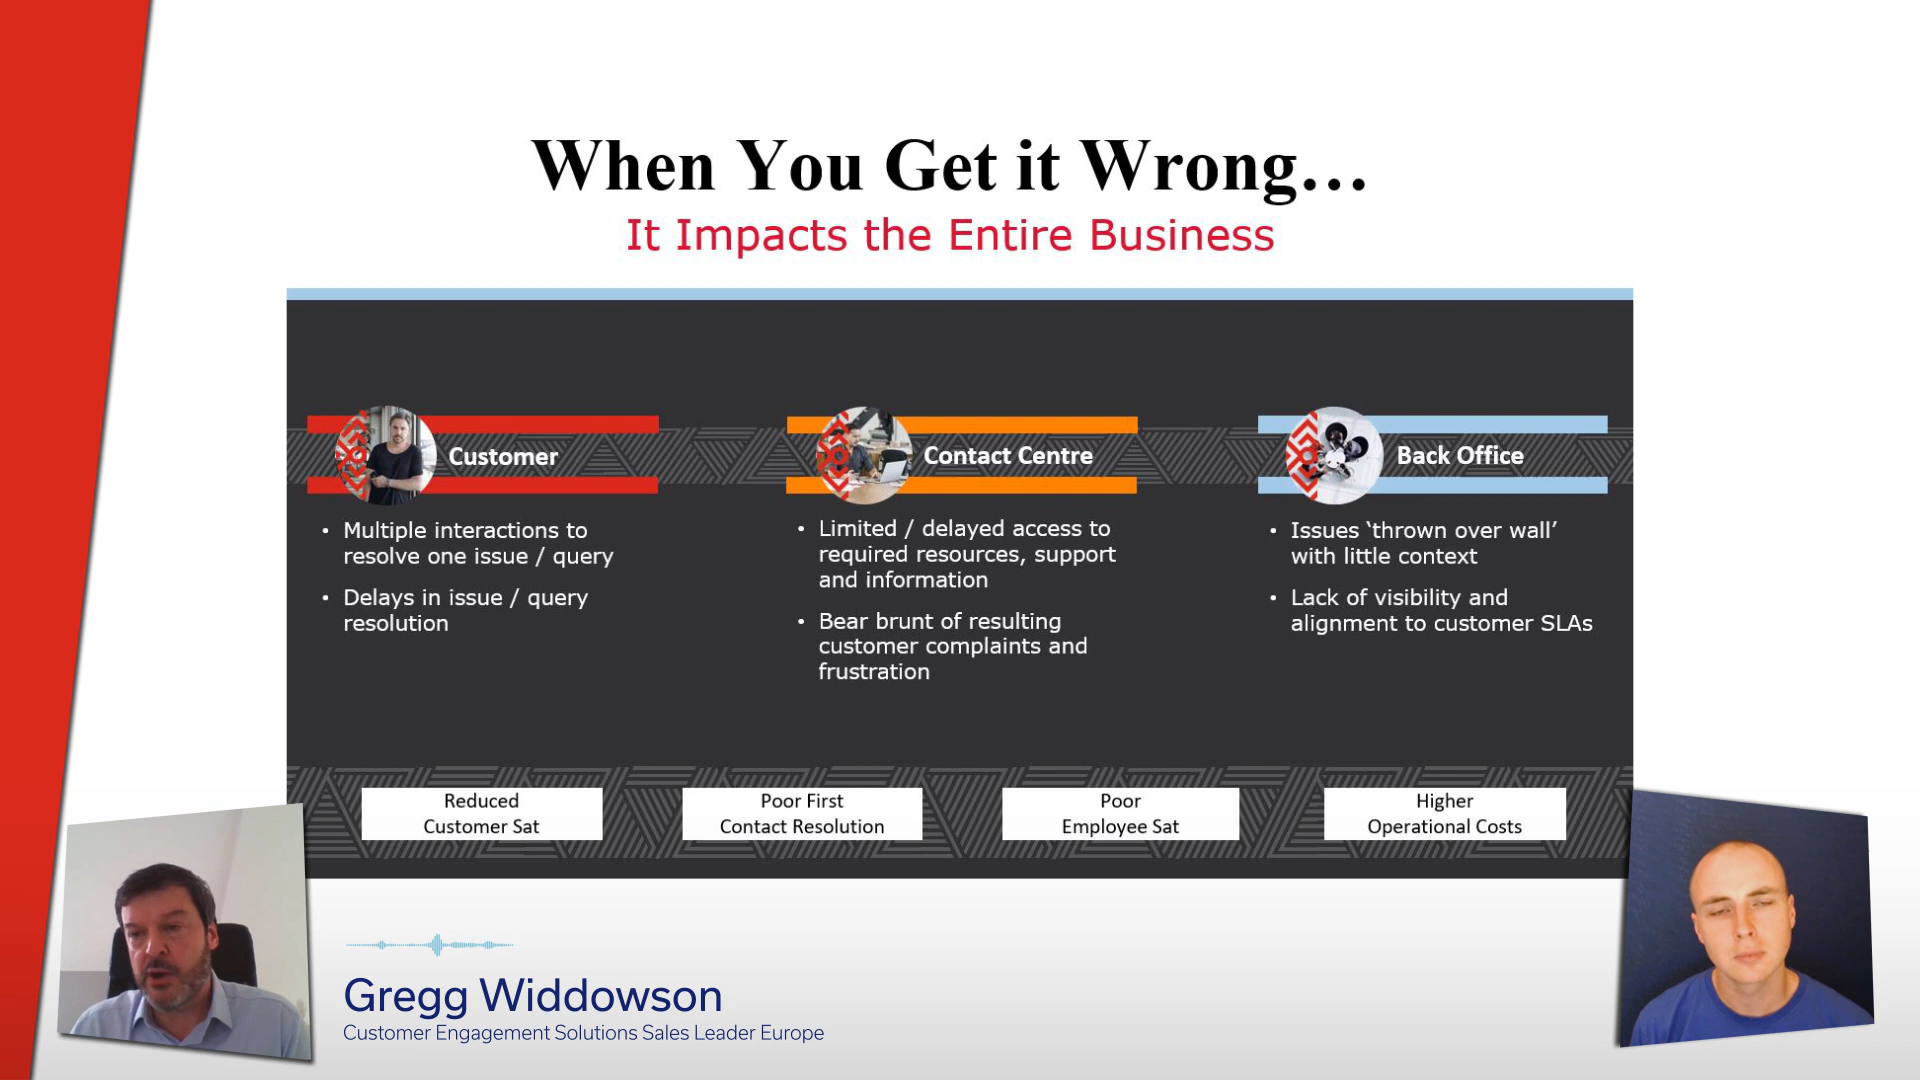 When You Get it Wrong...
It Impacts the Entire Business
Customer
• Multiple interactions to
resolve one issue / query
• Delays in issue / query
resolution
Contact Centre
• Limited / delayed access to
required resources, support
and information
• Bear brunt of resulting
customer complaints and
frustration
Back Office
• Issues ‘thrown over wall’
with little context
• Lack of visibility and
alignment to customer SLAs
Reduced
Customer Sat
Poor First
Contact Resolution
Poor
Employee Sat
Higher
Operational Costs
Gregg Widdowson
Customer Engagement Solutions Sales Leader Europe